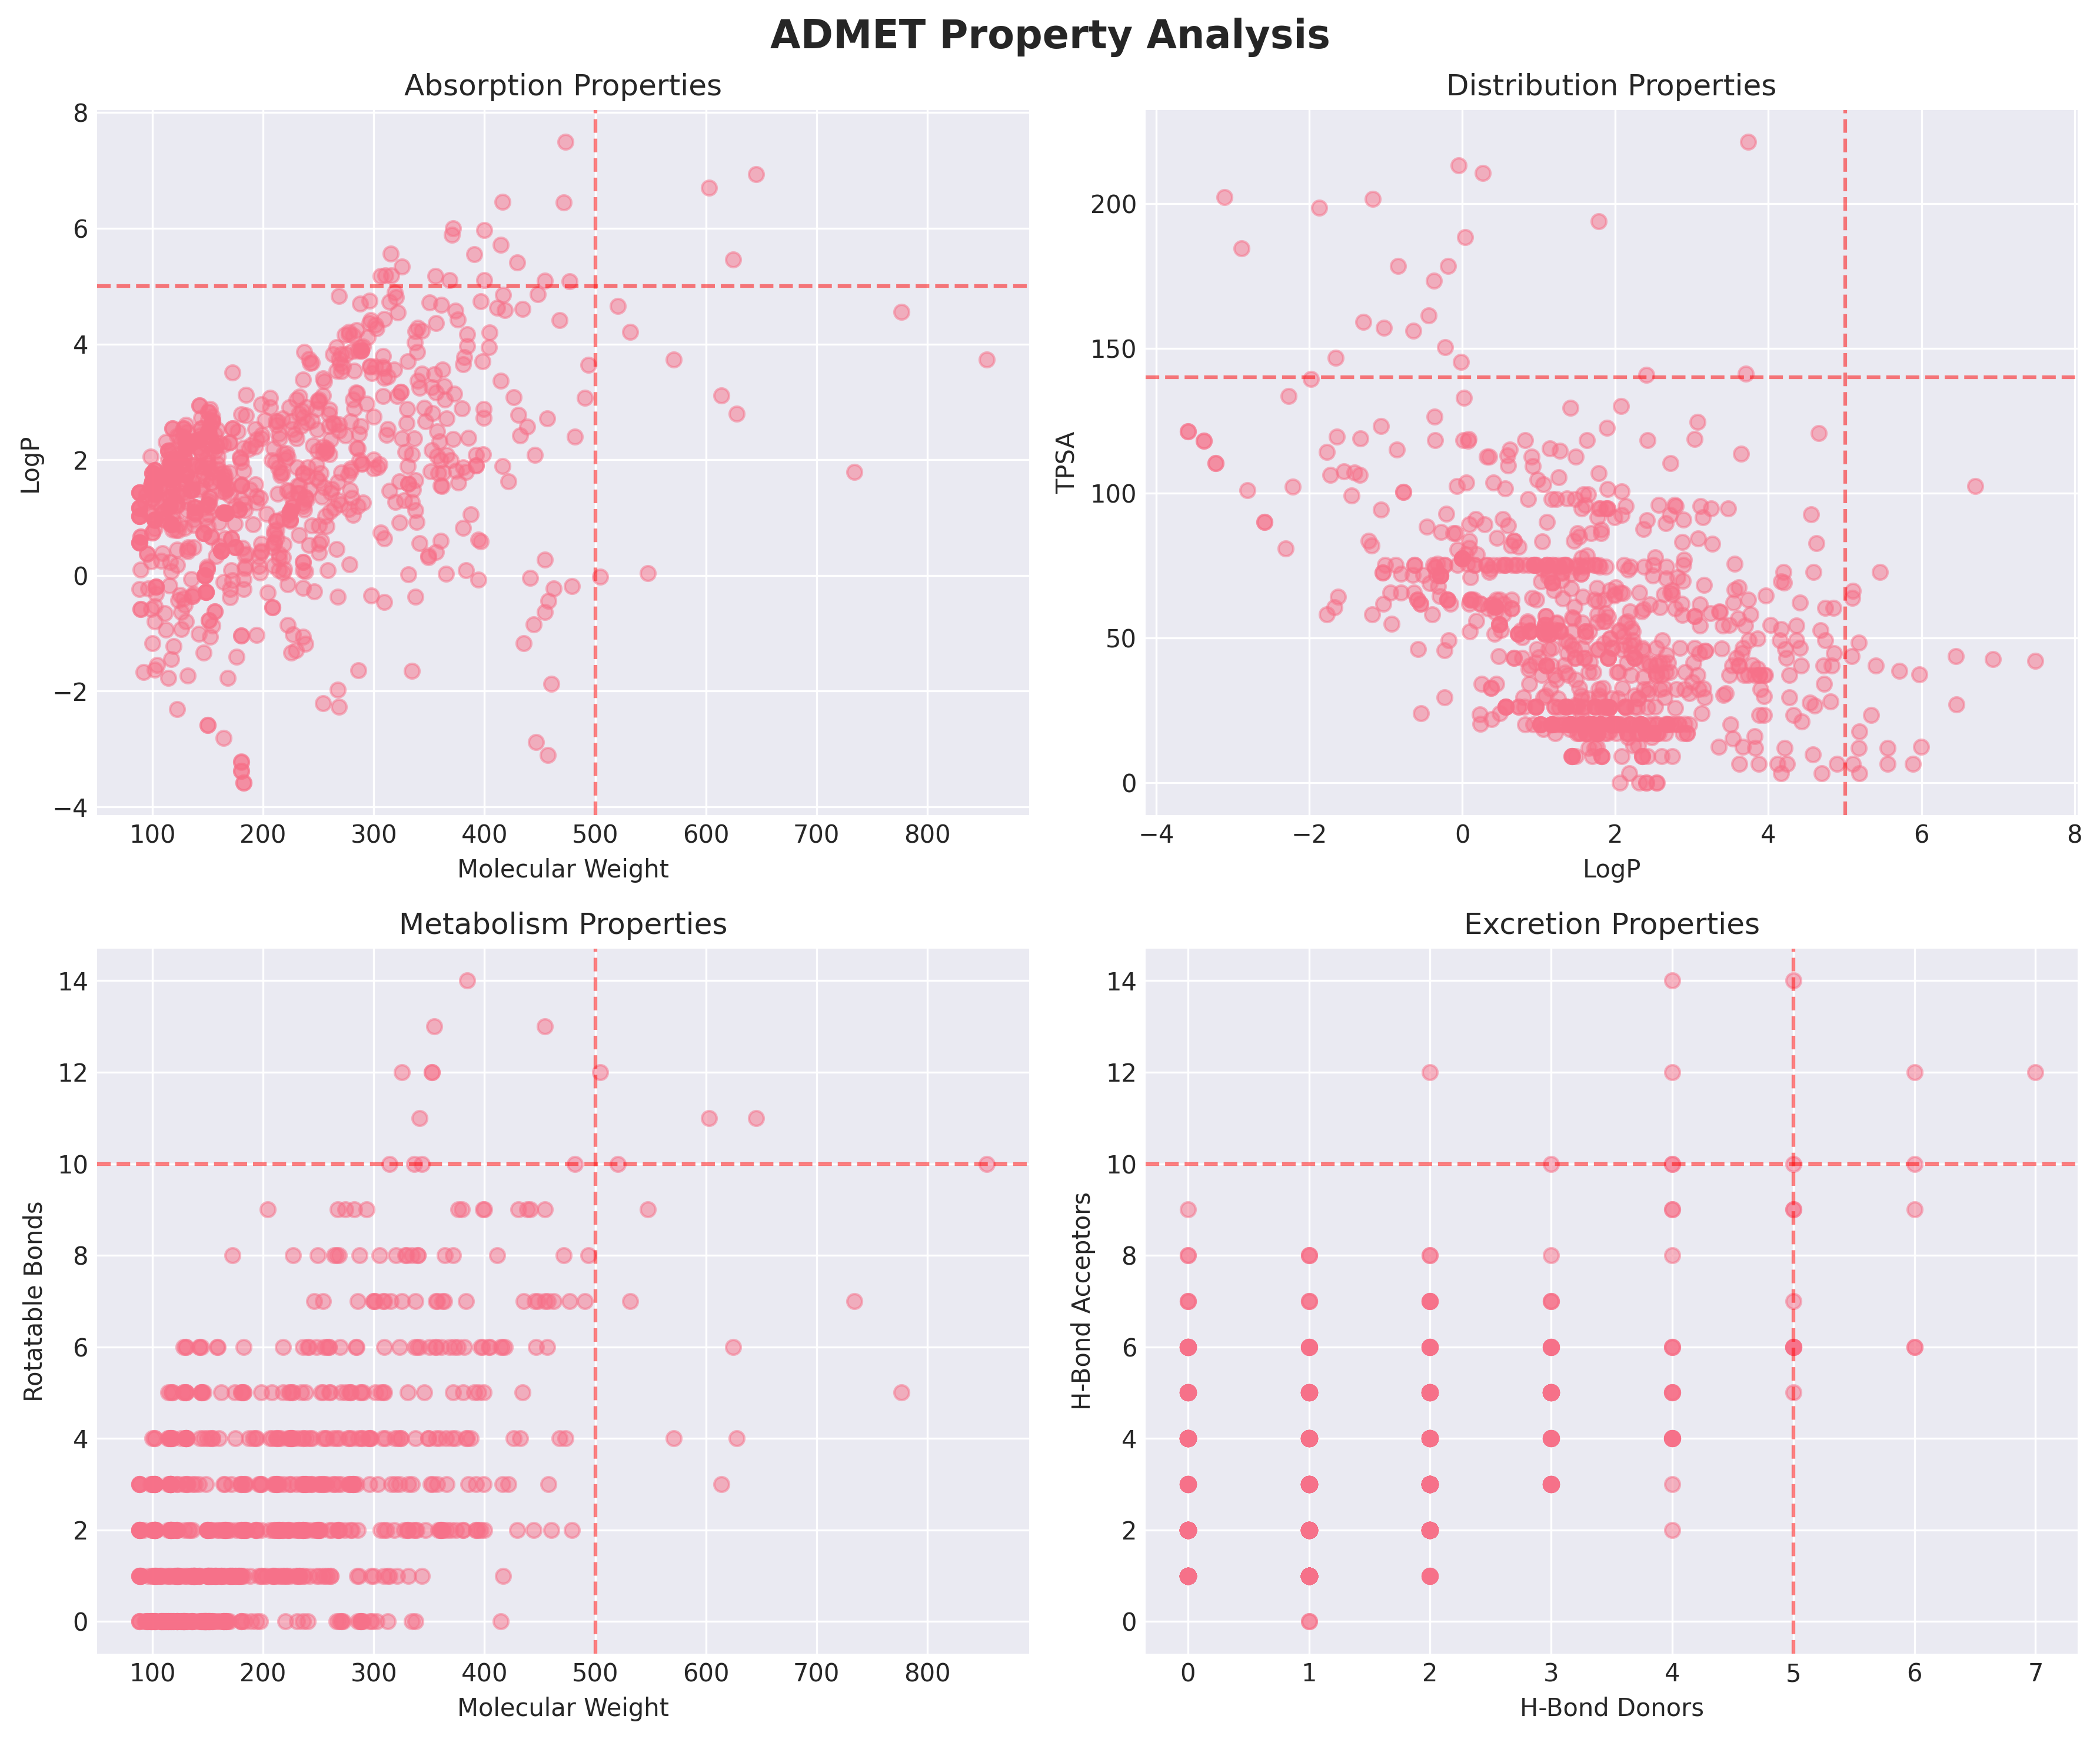 ADMET Property Analysis
Absorption Properties
8
6
4
2
0
−2
−4
LogP
100 200 300 400 500 600 700 800
Molecular Weight
Distribution Properties
200
150
100
50
0
TPSA
−4 −2 0 2 4 6 8
LogP
Metabolism Properties
14
12
10
8
6
4
2
0
Rotatable Bonds
100 200 300 400 500 600 700 800
Molecular Weight
Excretion Properties
14
12
10
8
6
4
2
0
H-Bond Acceptors
0 1 2 3 4 5 6 7
H-Bond Donors